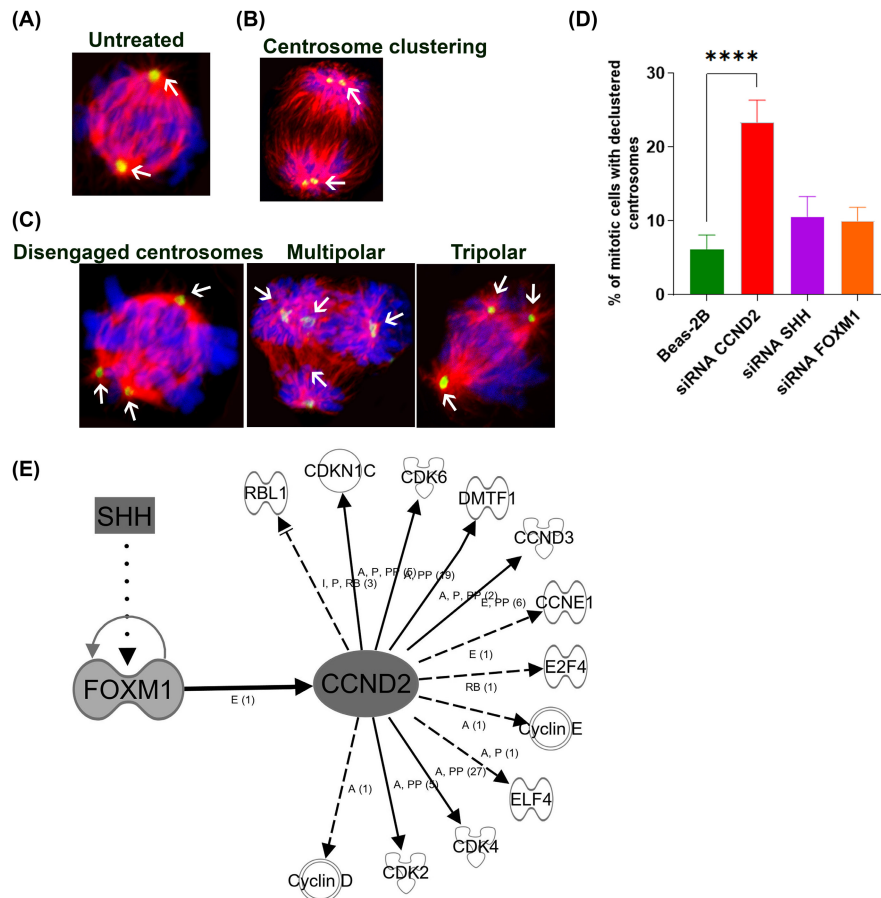 (A)
Untreated
(B)
Centrosome clustering
(C)
Disengaged centrosomes
Multipolar
Tripolar
(D)
****
% of mitotic cells with declustered
centrosomes
30
20
10
0
Beas-2B
siRNA CCND2
siRNA SHH
siRNA FOXM1
(E)
SHH
FOXM1
E (1)
CCND2
RBL1
CDKN1C
CDK6
DMTF1
CCND3
CCNE1
E2F4
Cyclin E
ELF4
CDK4
CDK2
Cyclin D
I, P, RB (3)
A, P, PP (5)
A, PP (19)
A, P, PP (2)
E, PP (6)
E (1)
RB (1)
A (1)
A, P (1)
A, PP (27)
A, PP (5)
A (1)